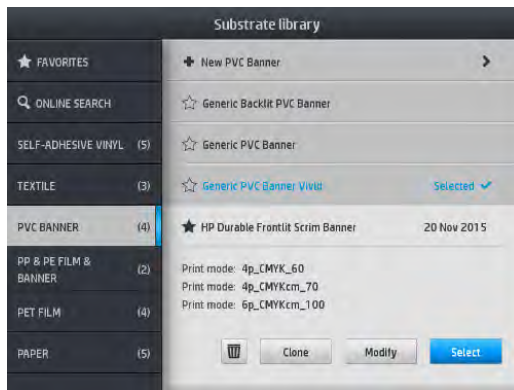 Substrate library
FAVORITES
ONLINE SEARCH
SELF-ADHESIVE VINYL (5)
TEXTILE (3)
PVC BANNER (4)
PP & PE FILM &
BANNER (2)
PET FILM (4)
PAPER (5)
New PVC Banner
Generic Backlit PVC Banner
Generic PVC Banner
Generic PVC Banner Vivid Selected
HP Durable Frontlit Scrim Banner 20 Nov 2015
Print mode: 4p_CMYK_60
Print mode: 4p_CMYKcm_70
Print mode: 6p_CMYKcm_100
Clone Modify Select